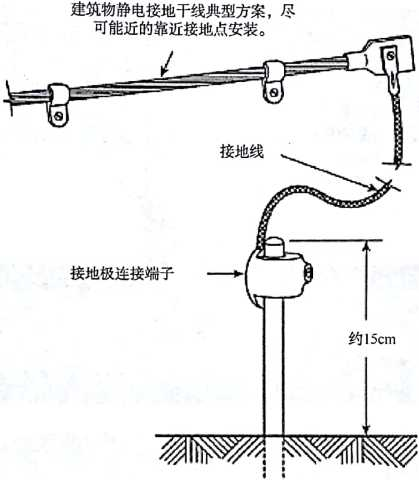 建筑物静电接地干线典型方案，尽
可能近的靠近接地点安装。
接地线
接地极连接端子
约15cm